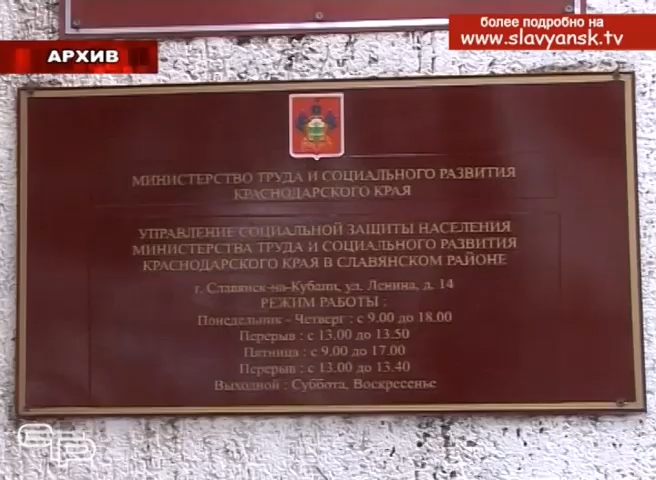 более подробно на
www.slavyansk.tv
АРХИВ
МИНИСТЕРСТВО ТРУДА И СОЦИАЛЬНОГО РАЗВИТИЯ
КРАСНОДАРСКОГО КРАЯ
УПРАВЛЕНИЕ СОЦИАЛЬНОЙ ЗАЩИТЫ НАСЕЛЕНИЯ
МИНИСТЕРСТВА ТРУДА И СОЦИАЛЬНОГО РАЗВИТИЯ
КРАСНОДАРСКОГО КРАЯ В СЛАВЯНСКОМ РАЙОНЕ
г. Славянск-на-Кубани, ул. Ленина, д. 14
РЕЖИМ РАБОТЫ :
Понедельник - Четверг : с 9.00 до 18.00
Перерыв : с 13.00 до 13.50
Пятница : с 9.00 до 17.00
Перерыв : с 13.00 до 13.40
Выходной : Суббота, Воскресенье